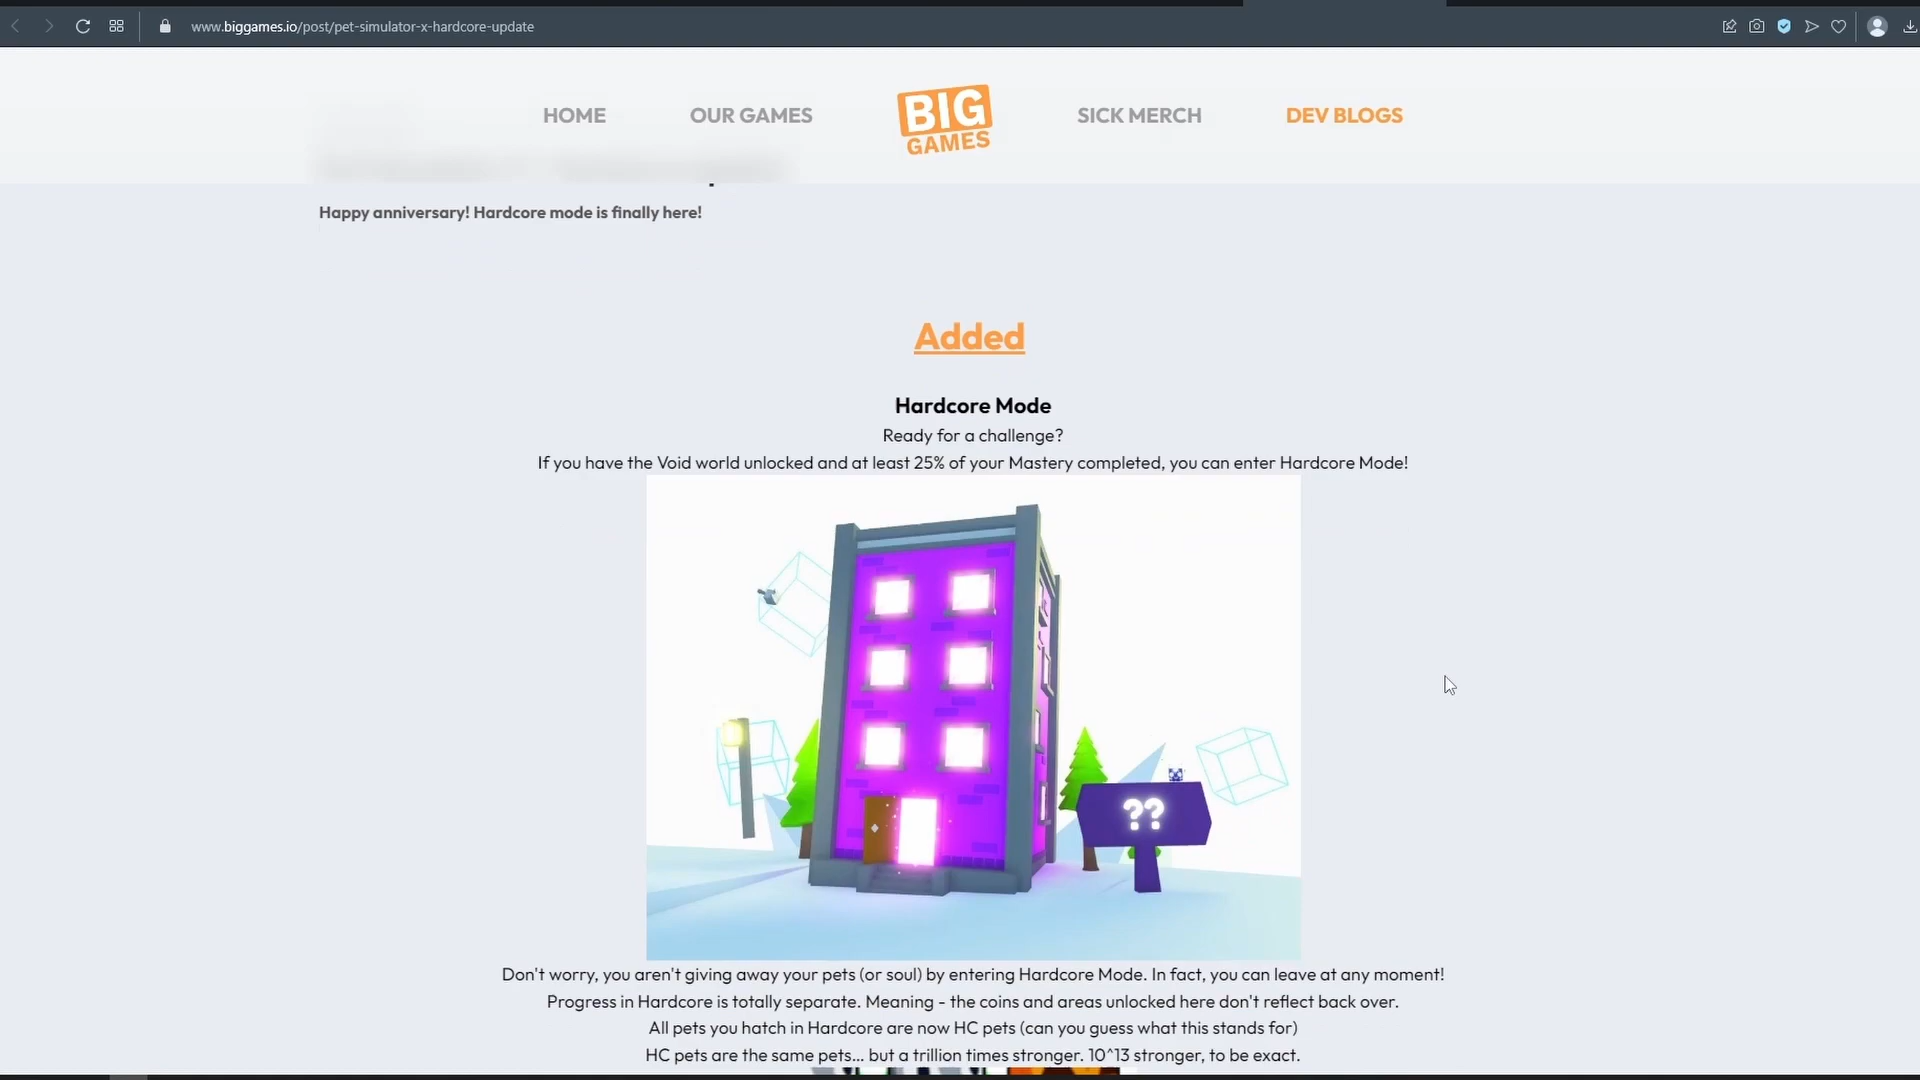 www.biggames.io/post/pet-simulator-x-hardcore-update
HOME
OUR GAMES
BIG
GAMES
SICK MERCH
DEV BLOGS
Happy anniversary! Hardcore mode is finally here!
Added
Hardcore Mode
Ready for a challenge?
If you have the Void world unlocked and at least 25% of your Mastery completed, you can enter Hardcore Mode!
??
Don't worry, you aren't giving away your pets (or soul) by entering Hardcore Mode. In fact, you can leave at any moment!
Progress in Hardcore is totally separate. Meaning - the coins and areas unlocked here don't reflect back over.
All pets you hatch in Hardcore are now HC pets (can you guess what this stands for)
HC pets are the same pets... but a trillion times stronger. 10^13 stronger, to be exact.